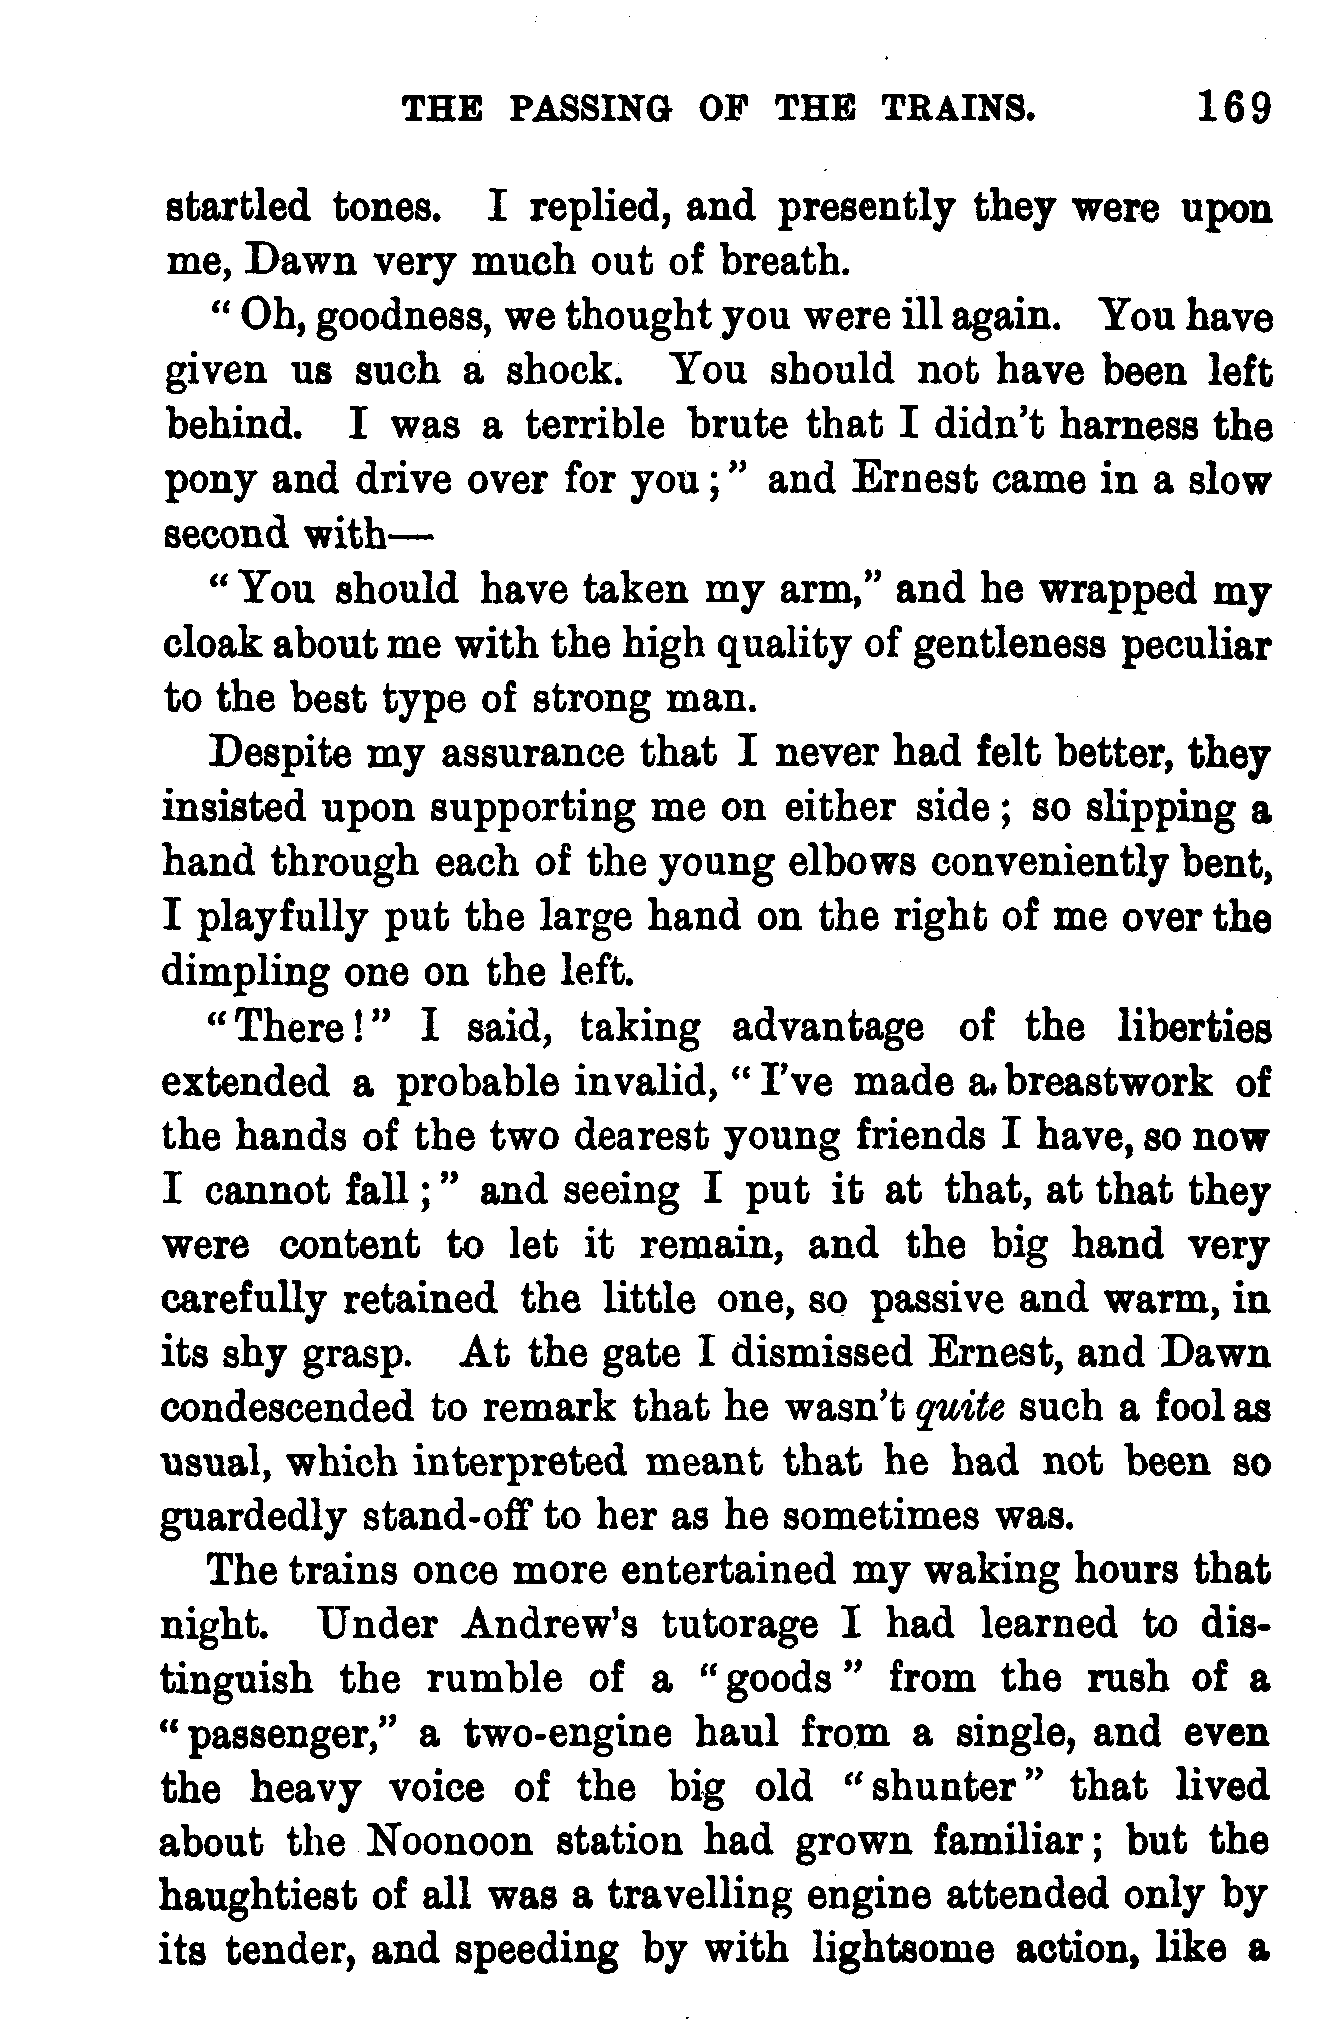 THE PASSING OF THE TRAINS. 169
startled tones. I replied, and presently they were upon
me, Dawn very much out of breath.
"Oh, goodness, we thought you were ill again. You have
given us such a shock. You should not have been left
behind. I was a terrible brute that I didn't harness the
pony and drive over for you;" and Ernest came in a slow
second with—
"You should have taken my arm," and he wrapped my
cloak about me with the high quality of gentleness peculiar
to the best type of strong man.
Despite my assurance that I never had felt better, they
insisted upon supporting me on either side; so slipping a
hand through each of the young elbows conveniently bent,
I playfully put the large hand on the right of me over the
dimpling one on the left.
"There!" I said, taking advantage of the liberties
extended a probable invalid, "I've made a breastwork of
the hands of the two dearest young friends I have, so now
I cannot fall;" and seeing I put it at that, at that they
were content to let it remain, and the big hand very
carefully retained the little one, so passive and warm, in
its shy grasp. At the gate I dismissed Ernest, and Dawn
condescended to remark that he wasn't quite such a fool as
usual, which interpreted meant that he had not been so
guardedly stand-off to her as he sometimes was.
The trains once more entertained my waking hours that
night. Under Andrew's tutorage I had learned to dis-
tinguish the rumble of a "goods" from the rush of a
"passenger," a two-engine haul from a single, and even
the heavy voice of the big old "shunter" that lived
about the Noonoon station had grown familiar; but the
haughtiest of all was a travelling engine attended only by
its tender, and speeding by with lightsome action, like a